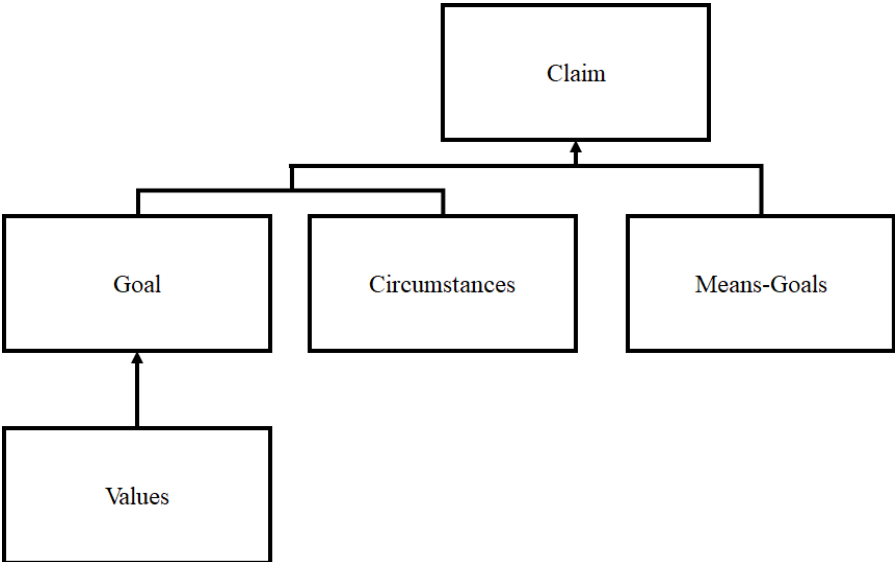 Claim
Goal
Circumstances
Means-Goals
Values